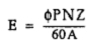 E = φPNZ
60A